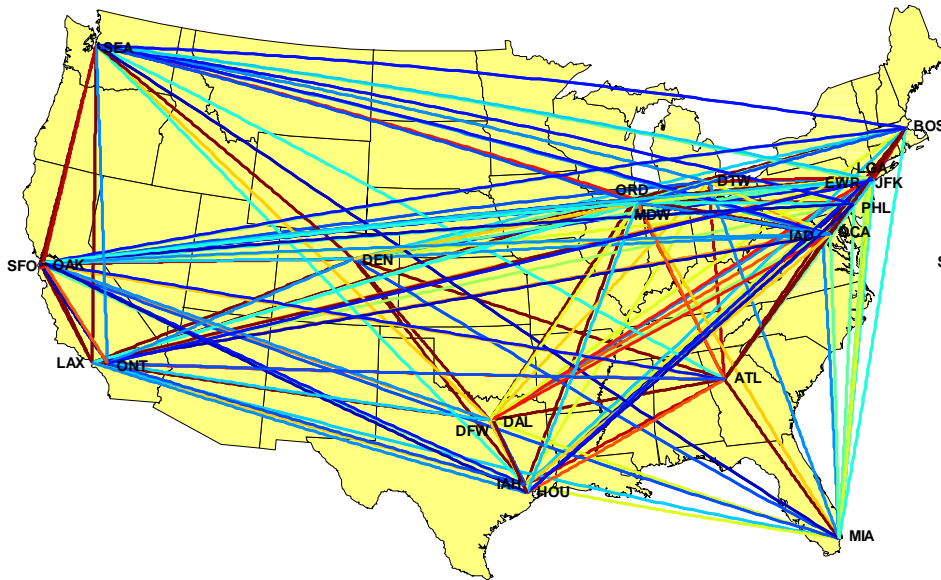 SEA
BOS
LGA
ORD
DTW
EWR
JFK
MDW
PHL
IAD
DCA
SFO
OAK
DEN
S
LAX
ONT
ATL
DAL
DFW
IAH
HOU
MIA